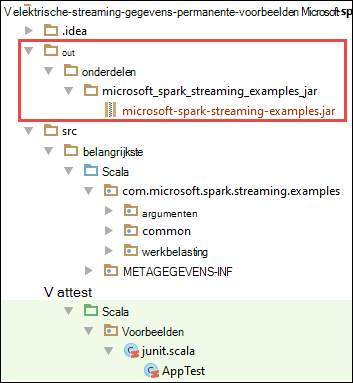 V elektrische-streaming-gegevens-permanente-voorbeelden Microsoft-sp
.idea
out
onderdelen
microsoft_spark_streaming_examples_jar
microsoft-spark-streaming-examples.jar
src
belangrijkste
Scala
com.microsoft.spark.streaming.examples
argumenten
common
werkbelasting
METAGEGEVENS-INF
V attest
Scala
Voorbeelden
junit.scala
AppTest